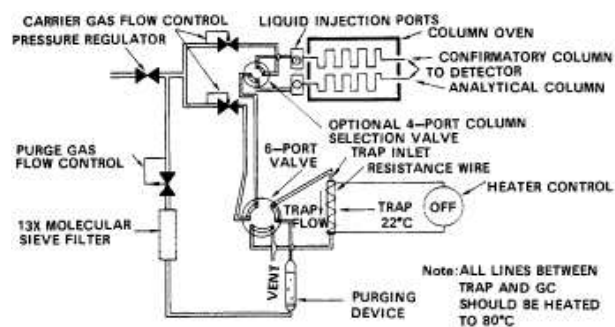 CARRIER GAS FLOW CONTROL
PRESSURE REGULATOR
LIQUID INJECTION PORTS
COLUMN OVEN
CONFIRMATORY COLUMN
TO DETECTOR
ANALYTICAL COLUMN
OPTIONAL 4-PORT COLUMN
SELECTION VALVE
6-PORT
VALVE
TRAP INLET
RESISTANCE WIRE
HEATER CONTROL
PURGE GAS
FLOW CONTROL
13X MOLECULAR
SIEVE FILTER
TRAP
FLOW
TRAP
22°C
OFF
VENT
PURGING
DEVICE
Note: ALL LINES BETWEEN
TRAP AND GC
SHOULD BE HEATED
TO 80°C